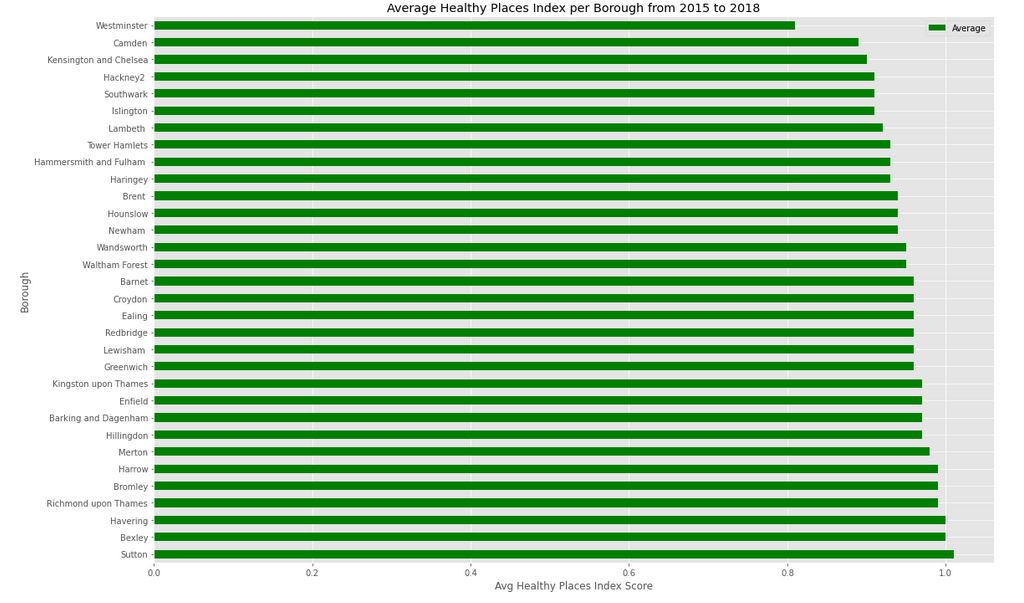 Average Healthy Places Index per Borough from 2015 to 2018
Average
Borough
Westminster
Camden
Kensington and Chelsea
Hackney2
Southwark
Islington
Lambeth
Tower Hamlets
Hammersmith and Fulham
Haringey
Brent
Hounslow
Newham
Wandsworth
Waltham Forest
Barnet
Croydon
Ealing
Redbridge
Lewisham
Greenwich
Kingston upon Thames
Enfield
Barking and Dagenham
Hillingdon
Merton
Harrow
Bromley
Richmond upon Thames
Havering
Bexley
Sutton
0.0 0.2 0.4 0.6 0.8 1.0
Avg Healthy Places Index Score